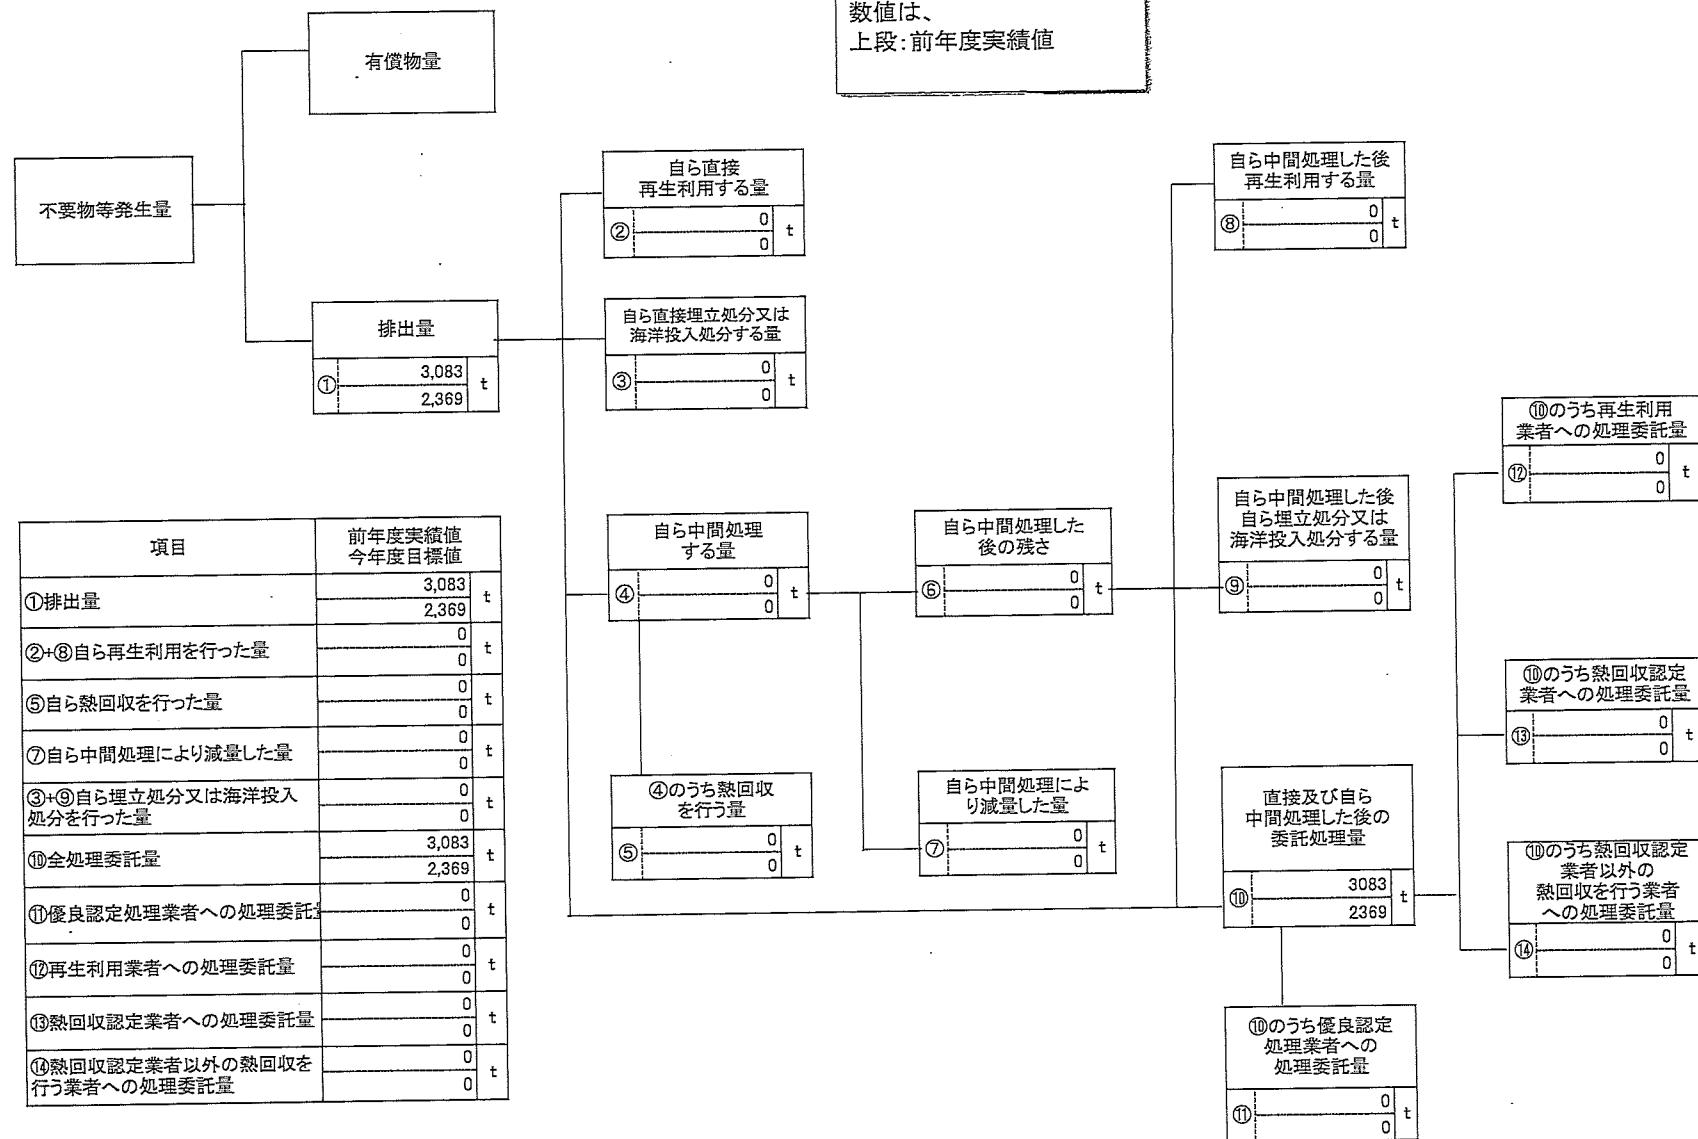 数値は、
上段:前年度実績値
有償物量
不要物等発生量
排出量
① 3,083 t
2,369
自ら直接
再生利用する量
② 0 t
0
自ら直接埋立処分又は
海洋投入処分する量
③ 0 t
0
自ら中間処理
する量
④ 0 t
0
④のうち熱回収
を行う量
⑤ 0 t
0
自ら中間処理した
後の残さ
⑥ 0 t
0
自ら中間処理によ
り減量した量
⑦ 0 t
0
自ら中間処理した後
再生利用する量
⑧ 0 t
0
自ら中間処理した後
自ら埋立処分又は
海洋投入処分する量
⑨ 0 t
0
直接及び自ら
中間処理した後の
委託処理量
⑩ 3083 t
2369
⑩のうち優良認定
処理業者への
処理委託量
⑪ 0 t
0
⑩のうち再生利用
業者への処理委託量
⑫ 0 t
0
⑩のうち熱回収認定
業者への処理委託量
⑬ 0 t
0
⑩のうち熱回収認定
業者以外の
熱回収を行う業者
への処理委託量
⑭ 0 t
0
項目 前年度実績値
今年度目標値
①排出量 3,083 t
2,369
②+⑧自ら再生利用を行った量 0 t
0
⑤自ら熱回収を行った量 0 t
0
⑦自ら中間処理により減量した量 0 t
0
③+⑨自ら埋立処分又は海洋投入
処分を行った量 0 t
0
⑩全処理委託量 3,083 t
2,369
⑪優良認定処理業者への処理委託 0 t
0
⑫再生利用業者への処理委託量 0 t
0
⑬熱回収認定業者への処理委託量 0 t
0
⑭熱回収認定業者以外の熱回収を
行う業者への処理委託量 0 t
0